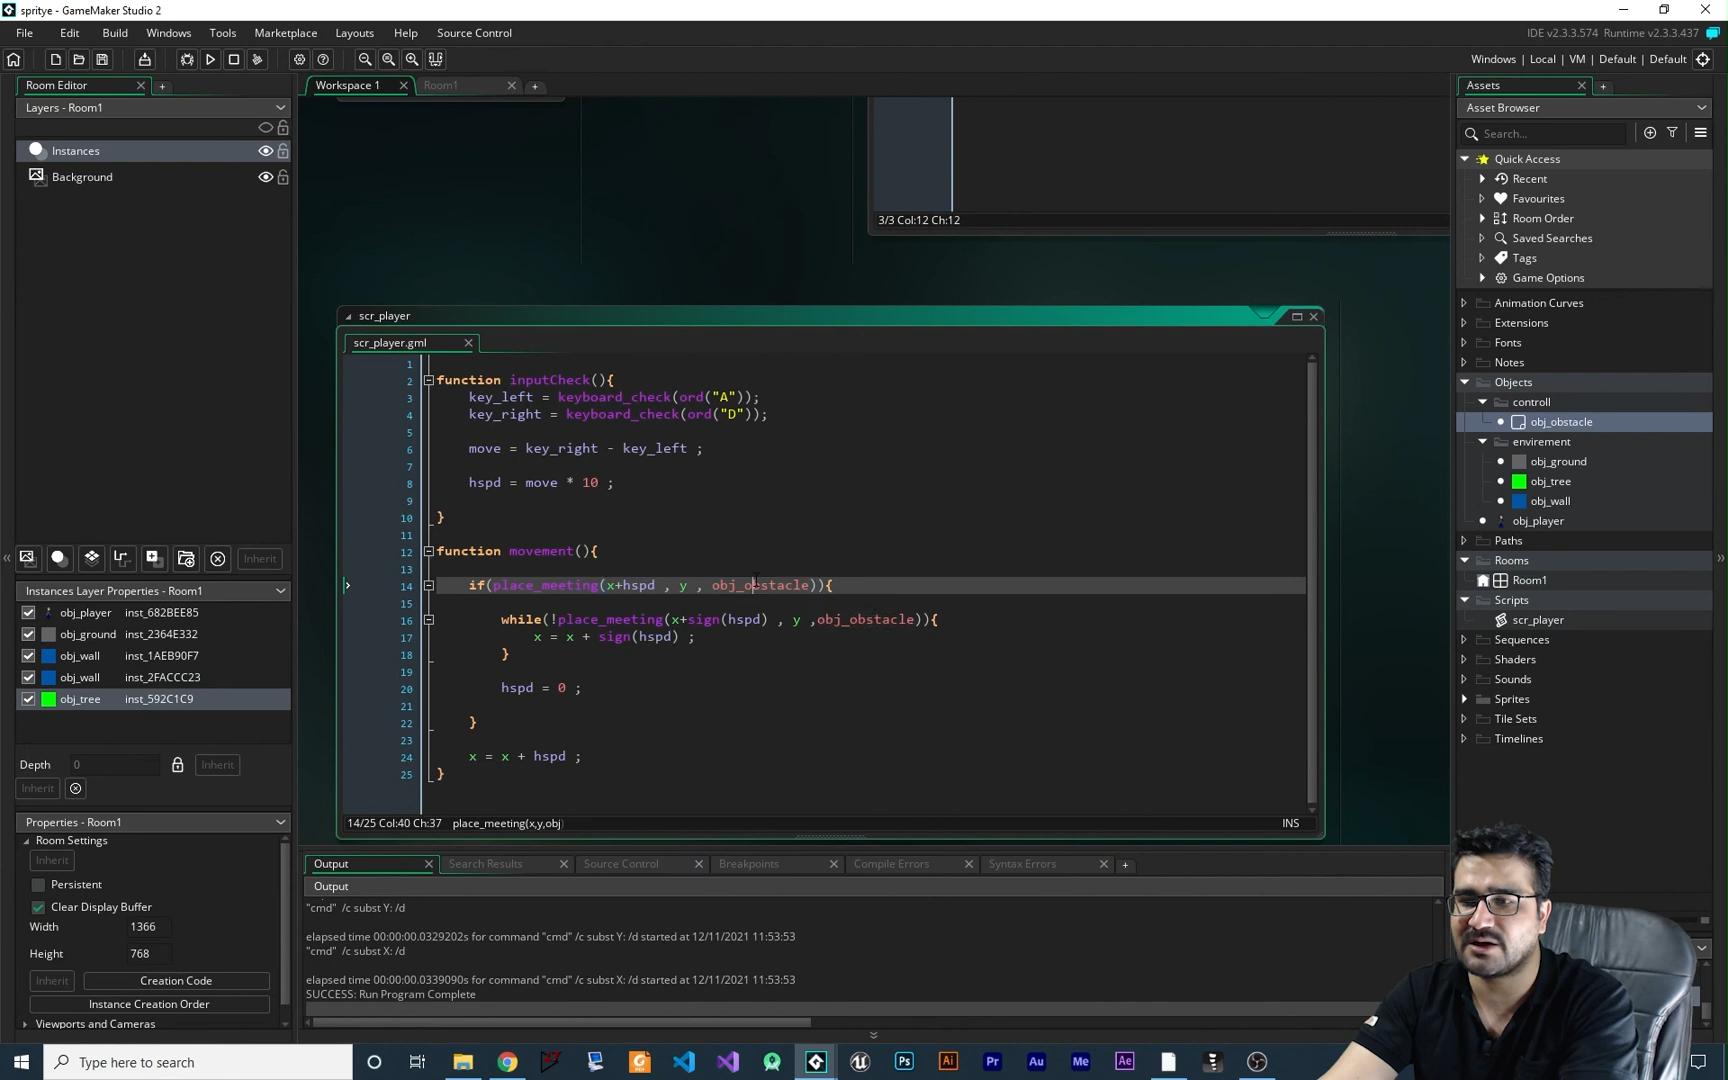 spritye - GameMaker Studio 2
File Edit Build Windows Tools Marketplace Layouts Help Source Control
IDE v2.3.3.574 Runtime v2.3.3.437
Windows | Local | VM | Default | Default
Room Editor
Layers - Room1
Instances
Background
Inherit
Instances Layer Properties - Room1
obj_player inst_682BEE85
obj_ground inst_2364E332
obj_wall inst_1AEB90F7
obj_wall inst_2FACCC23
obj_tree inst_592C1C9
Depth 0 Inherit
Inherit
Properties - Room1
Room Settings
Inherit
Persistent
Clear Display Buffer
Width 1366
Height 768
Inherit Creation Code
Instance Creation Order
Viewports and Cameras
Workspace 1 Room1
3/3 Col:12 Ch:12
scr_player
scr_player.gml
1
2 function inputCheck(){
3 key_left = keyboard_check(ord("A"));
4 key_right = keyboard_check(ord("D"));
5
6 move = key_right - key_left ;
7
8 hspd = move * 10 ;
9
10 }
11
12 function movement(){
13
14 if(place_meeting(x+hspd , y , obj_obstacle)){
15
16 while(!place_meeting(x+sign(hspd) , y ,obj_obstacle)){
17 x = x + sign(hspd) ;
18 }
19
20 hspd = 0 ;
21
22 }
23
24 x = x + hspd ;
25 }
14/25 Col:40 Ch:37 place_meeting(x,y,obj) INS
Output Search Results Source Control Breakpoints Compile Errors Syntax Errors
Output
"cmd" /c subst Y: /d
elapsed time 00:00:00.0329202s for command "cmd" /c subst Y: /d started at 12/11/2021 11:53:53
"cmd" /c subst X: /d
elapsed time 00:00:00.0339090s for command "cmd" /c subst X: /d started at 12/11/2021 11:53:53
SUCCESS: Run Program Complete
Assets
Asset Browser
Search...
Quick Access
Recent
Favourites
Room Order
Saved Searches
Tags
Game Options
Animation Curves
Extensions
Fonts
Notes
Objects
controll
obj_obstacle
envirement
obj_ground
obj_tree
obj_wall
obj_player
Paths
Rooms
Room1
Scripts
scr_player
Sequences
Shaders
Sounds
Sprites
Tile Sets
Timelines
Type here to search
Ps Ai Pr Au Me Ae